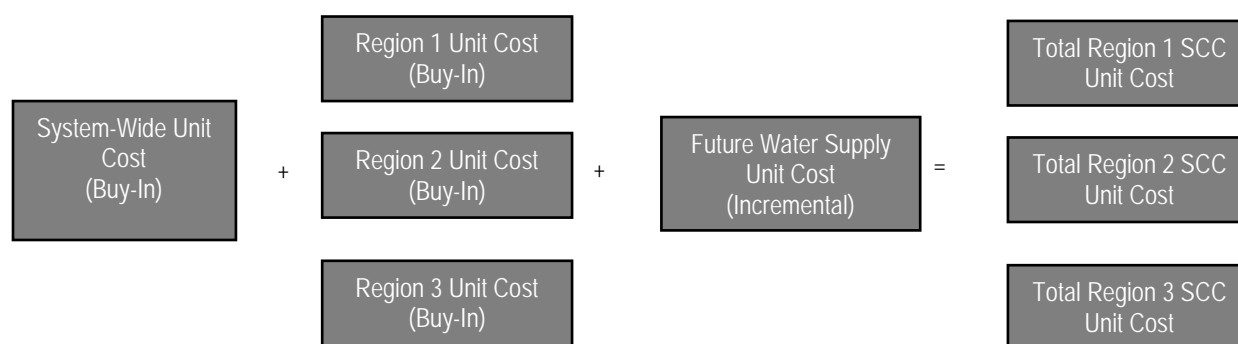 System-Wide Unit
Cost
(Buy-In)
+
Region 1 Unit Cost
(Buy-In)
Region 2 Unit Cost
(Buy-In)
Region 3 Unit Cost
(Buy-In)
+
Future Water Supply
Unit Cost
(Incremental)
=
Total Region 1 SCC
Unit Cost
Total Region 2 SCC
Unit Cost
Total Region 3 SCC
Unit Cost